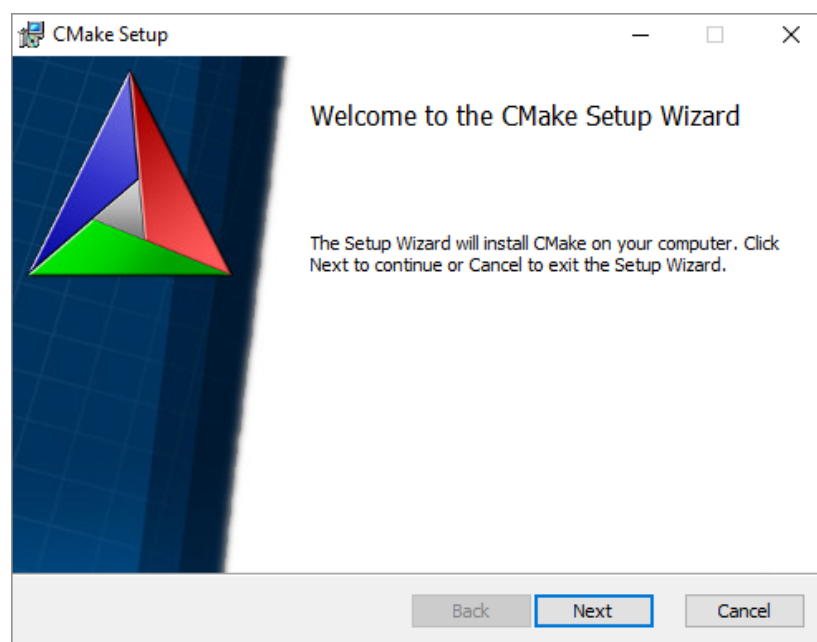 CMake Setup
Welcome to the CMake Setup Wizard
The Setup Wizard will install CMake on your computer. Click
Next to continue or Cancel to exit the Setup Wizard.
Back
Next
Cancel